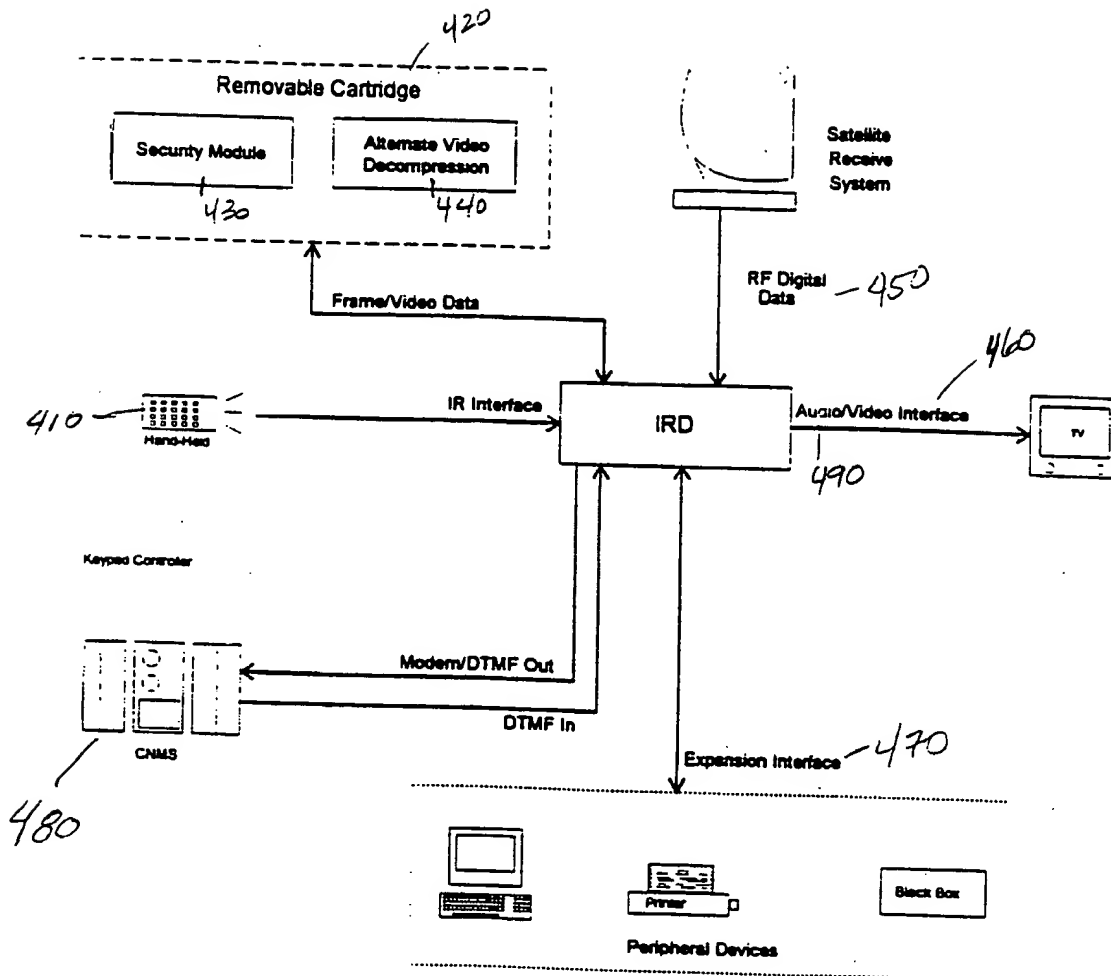 420
Removable Cartridge
Security Module
430
Alternate Video
Decompression
440
Satellite
Receive
System
RF Digital
Data
450
Frame/Video Data
460
410
Hand-Held
IR Interface
IRD
Audio/Video Interface
490
TV
Keypad Controller
Modem/DTMF Out
DTMF In
CNMS
480
Expansion Interface
470
Printer
Black Box
Peripheral Devices